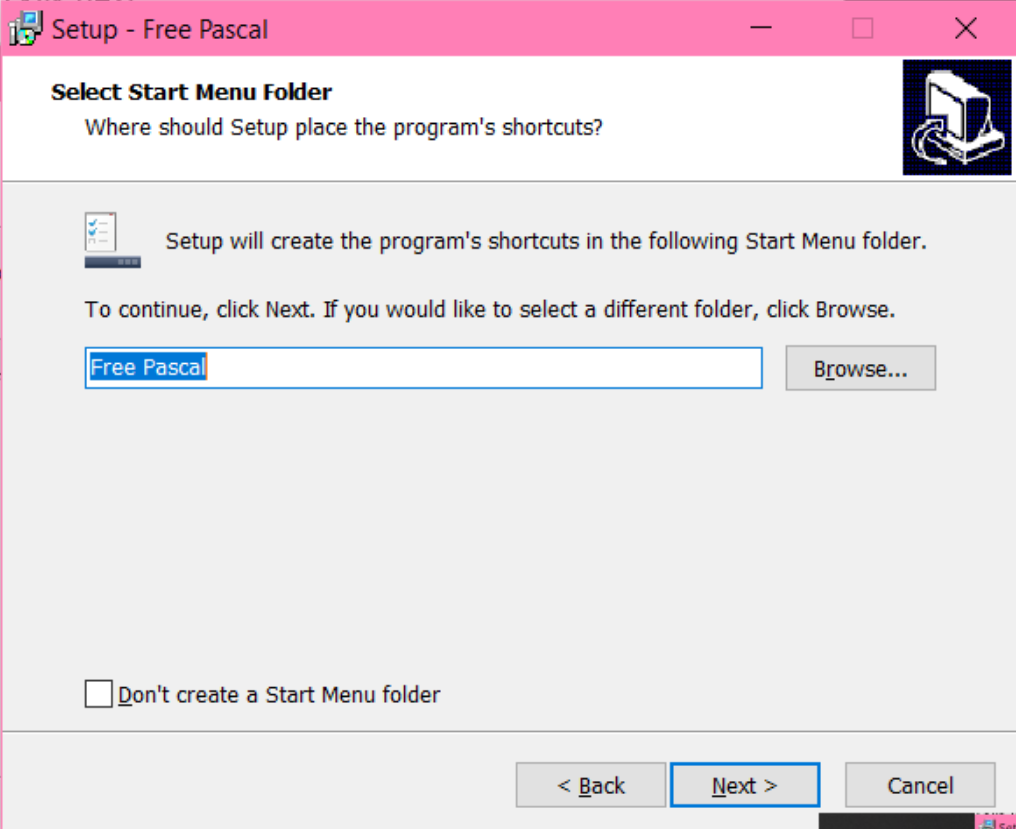 Setup - Free Pascal
Select Start Menu Folder
Where should Setup place the program's shortcuts?
Setup will create the program's shortcuts in the following Start Menu folder.
To continue, click Next. If you would like to select a different folder, click Browse.
Free Pascal
Browse...
Don't create a Start Menu folder
< Back
Next >
Cancel